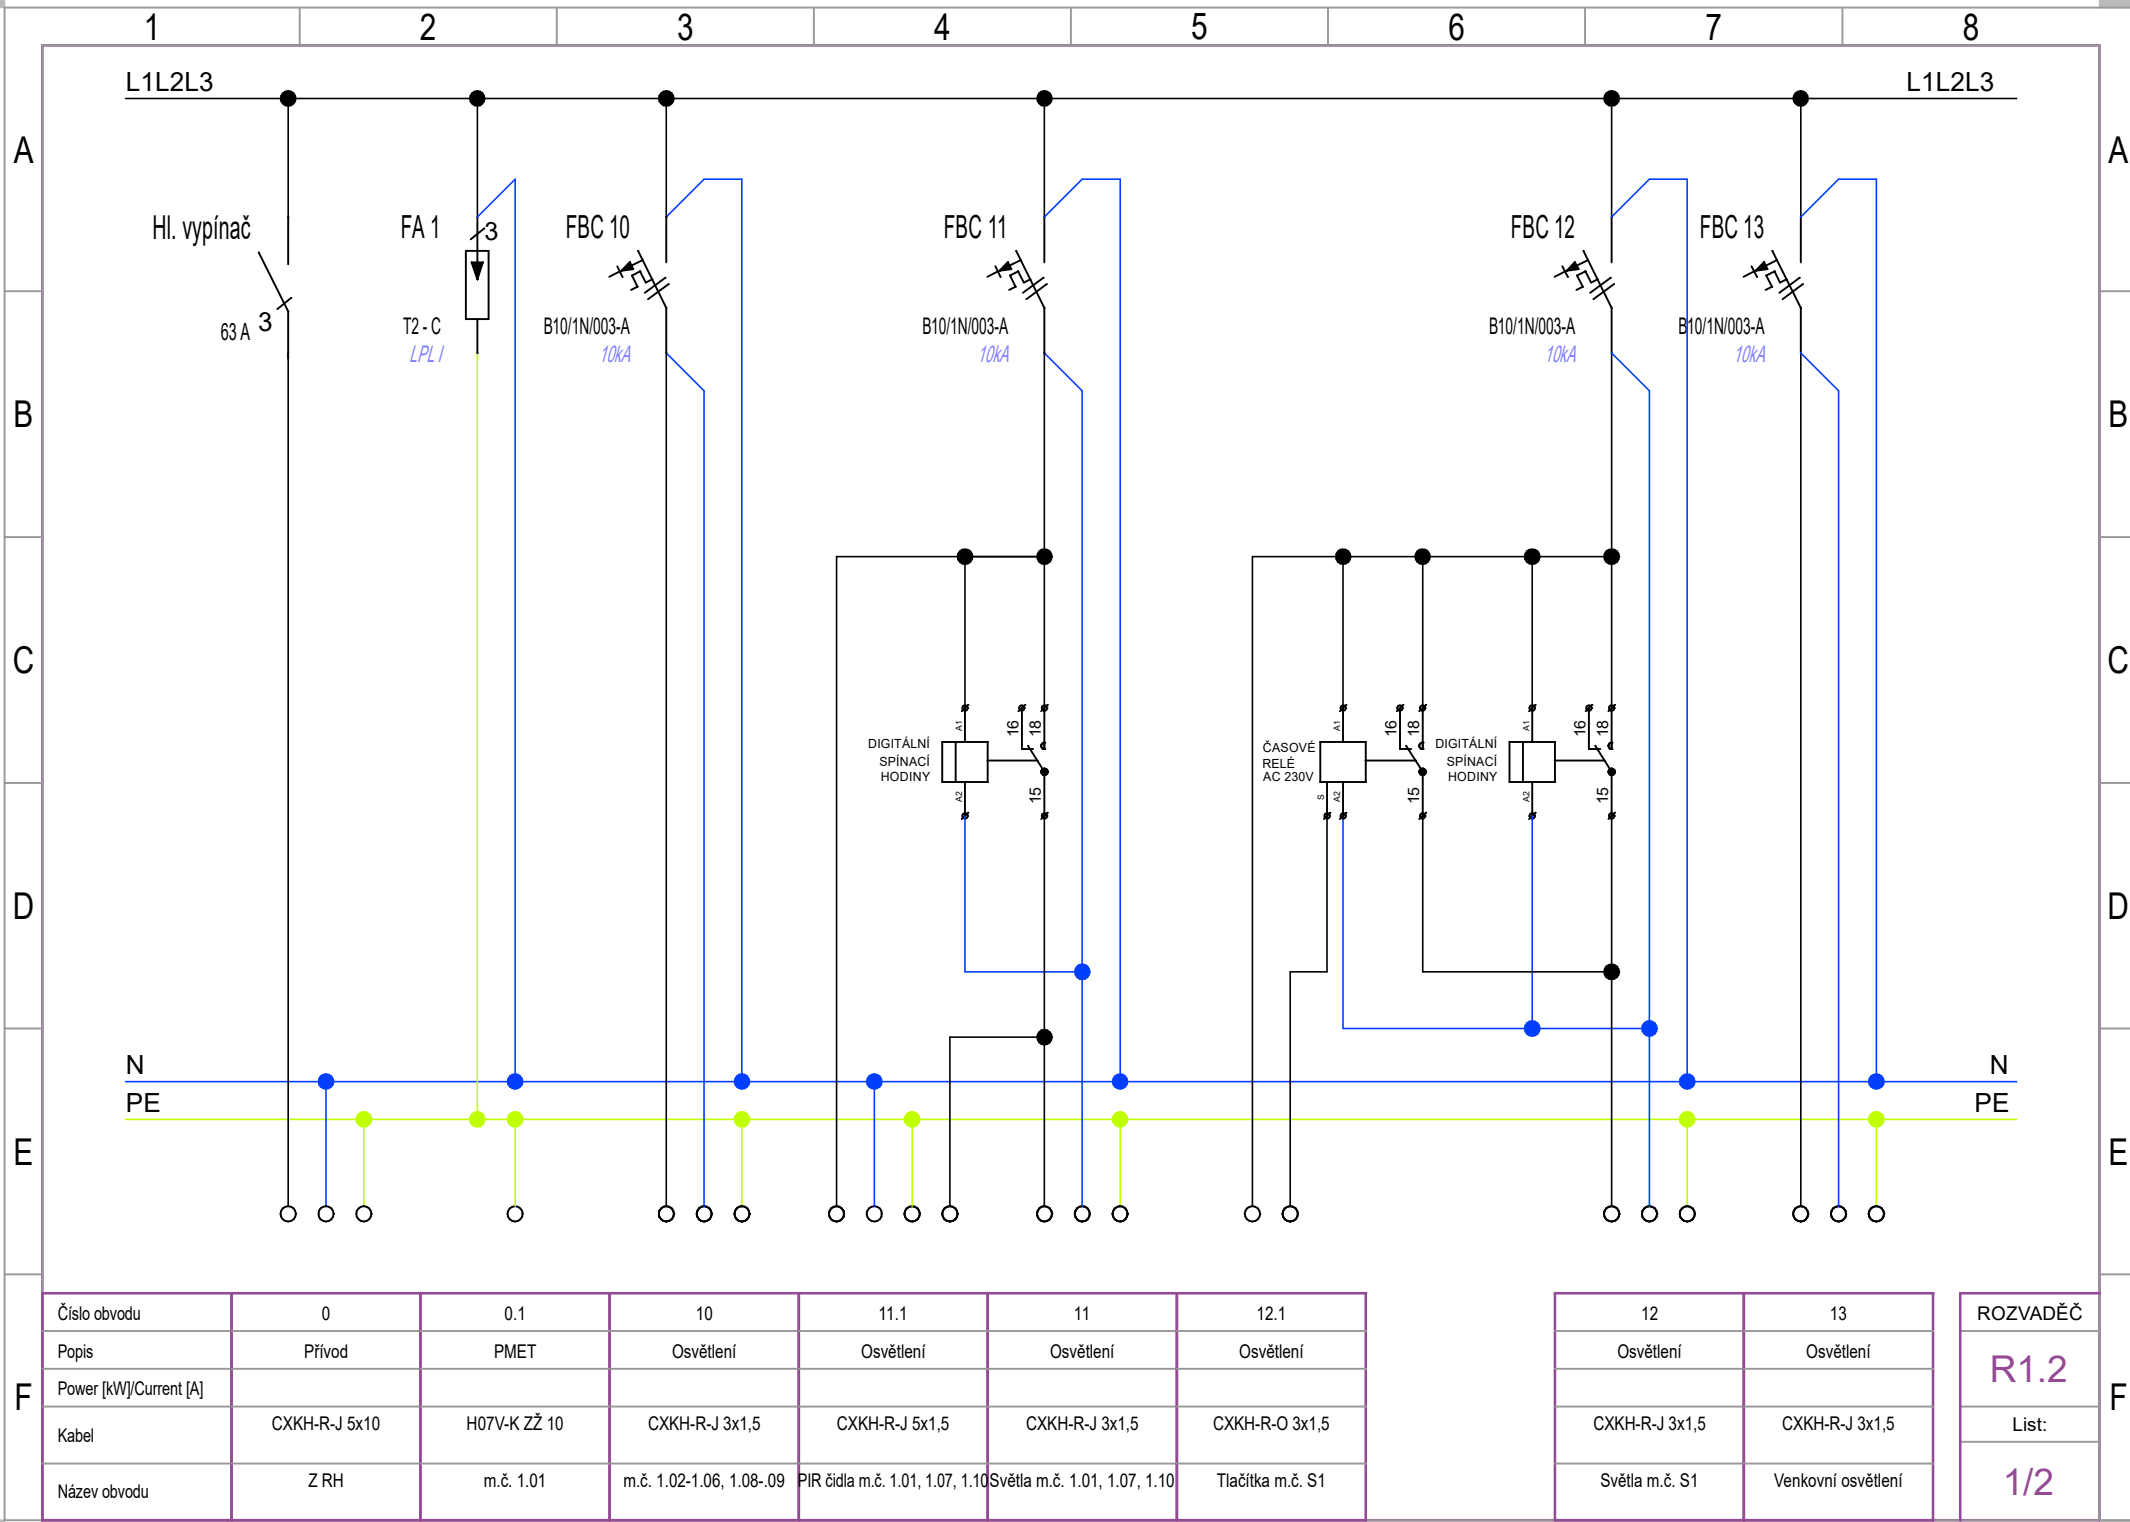 1 2 3 4 5 6 7 8
L1L2L3 L1L2L3
A A
Hl. vypínač FA 1 3 FBC 10 FBC 11 FBC 12 FBC 13
63 A 3 T2 - C B10/1N/003-A B10/1N/003-A B10/1N/003-A B10/1N/003-A
LPL I 10kA 10kA 10kA 10kA
B B
C C
A1 16 18 A1 16 18 A1 16 18
DIGITÁLNÍ
SPÍNACÍ
HODINY
ČASOVÉ
RELÉ
AC 230V
DIGITÁLNÍ
SPÍNACÍ
HODINY
A2 15 S A2 15 A2 15
D D
N N
PE PE
E E
Číslo obvodu 0 0.1 10 11.1 11 12.1 12 13 ROZVADĚČ
Popis Přívod PMET Osvětlení Osvětlení Osvětlení Osvětlení Osvětlení Osvětlení R1.2
F Power [kW]/Current [A] F
Kabel CXKH-R-J 5x10 H07V-K ZŽ 10 CXKH-R-J 3x1,5 CXKH-R-J 5x1,5 CXKH-R-J 3x1,5 CXKH-R-O 3x1,5 CXKH-R-J 3x1,5 CXKH-R-J 3x1,5 List:
Název obvodu Z RH m.č. 1.01 m.č. 1.02-1.06, 1.08-.09 PIR čidla m.č. 1.01, 1.07, 1.10 Světla m.č. 1.01, 1.07, 1.10 Tlačítka m.č. S1 Světla m.č. S1 Venkovní osvětlení 1/2